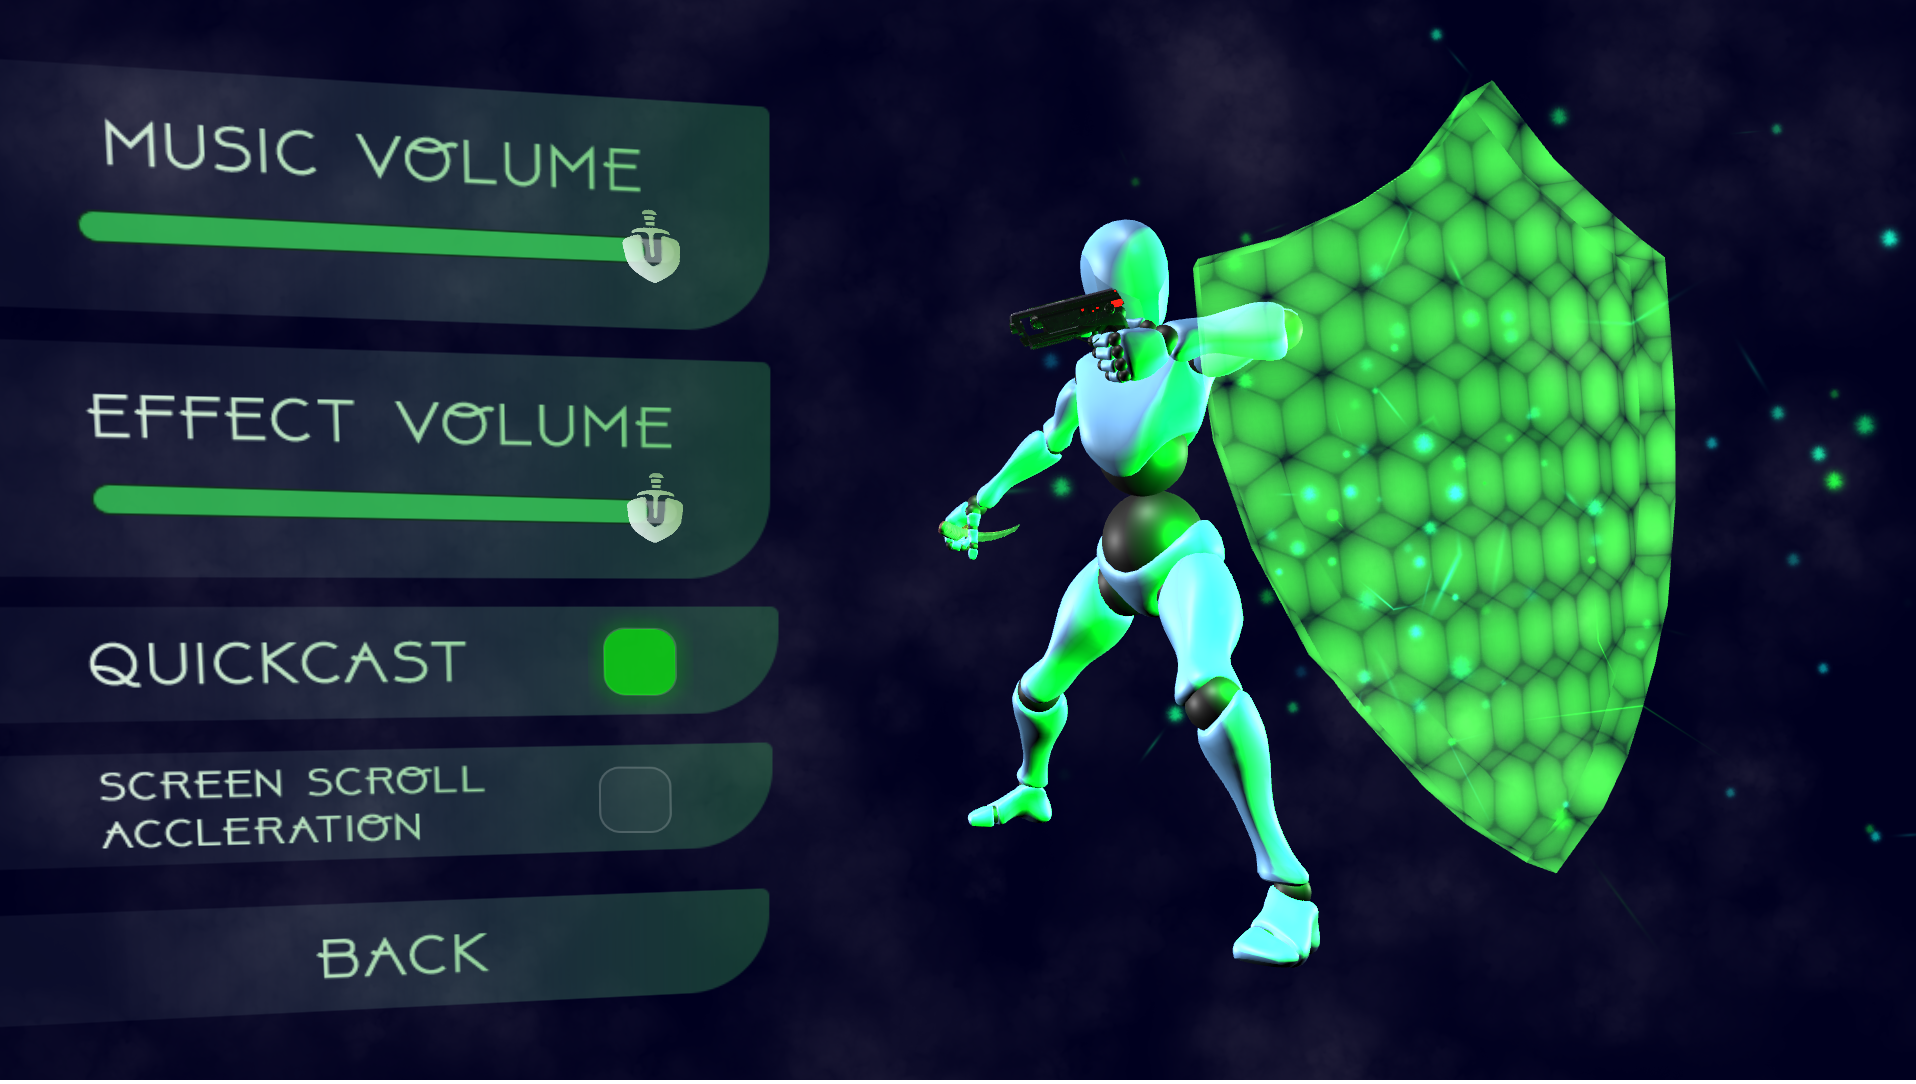 MUSIC VOLUME
EFFECT VOLUME
QUICKCAST
SCREEN SCROLL
ACCLERATION
BACK